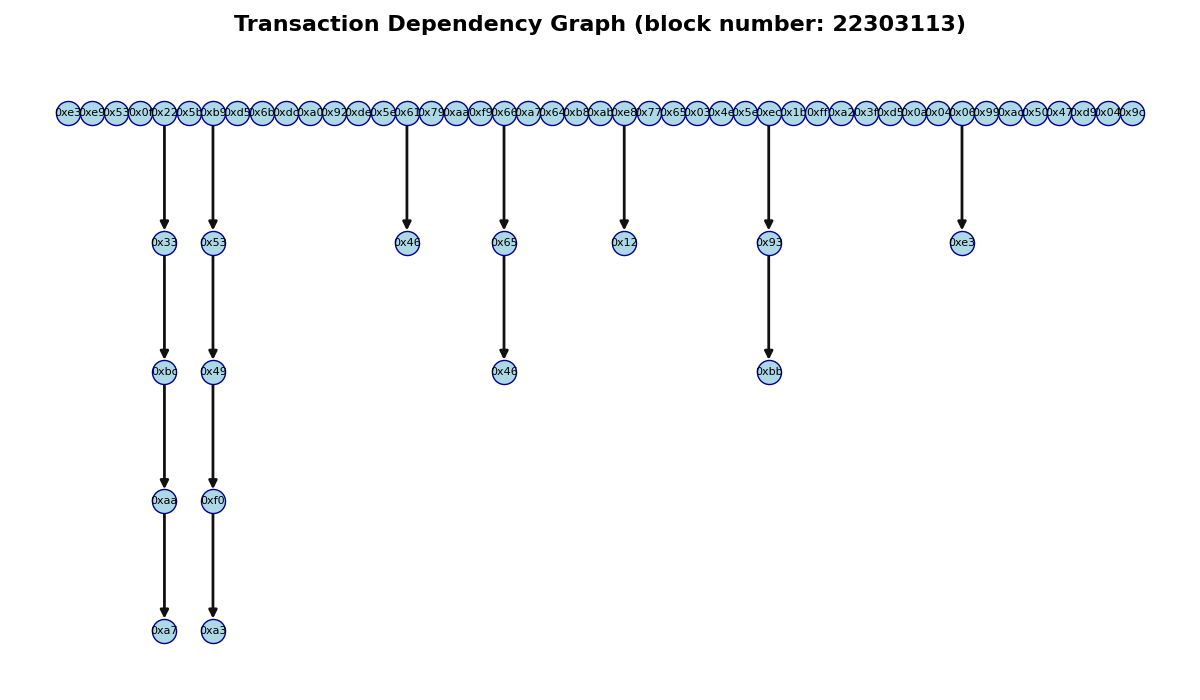 Transaction Dependency Graph (block number: 22303113)
0xe3 0xe9 0x53 0x0f 0x22 0x5b 0xb9 0xd5 0x6b 0xdc 0xa0 0x92 0xde 0x5e 0x61 0x79 0xaa 0xf9 0x66 0xa7 0x64 0xb8 0xab 0xe8 0x77 0x65 0x03 0x4e 0x5e 0xec 0x1b 0xff 0xa2 0x3f 0xd5 0x0a 0x04 0x06 0x99 0xac 0x50 0x47 0xd9 0x04 0x9c
0x33 0x53 0x46 0x65 0x12 0x93 0xe3
0xbc 0x49 0x46 0xbb
0xaa 0xf0
0xa7 0xa3